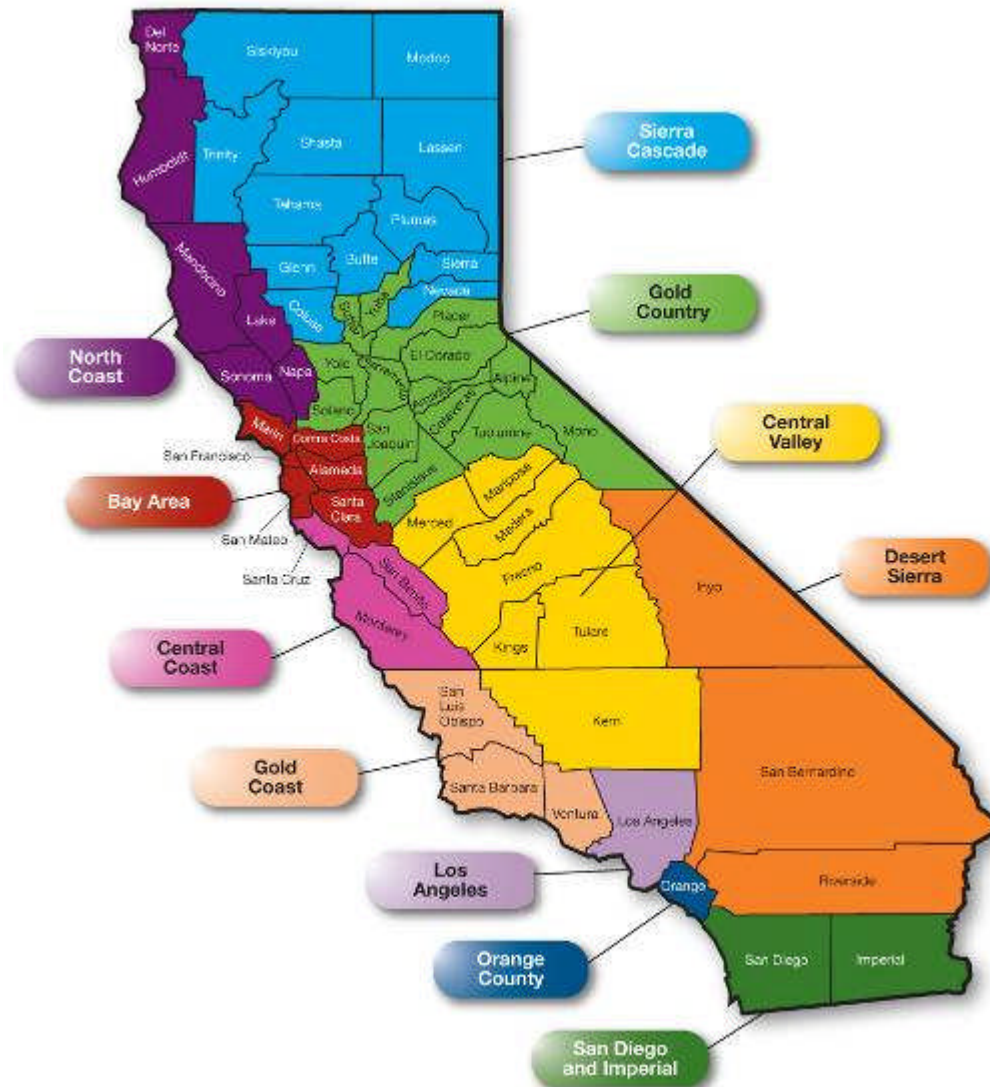 Del
Norte
Siskiyou
Modoc
Humboldt
Trinity
Shasta
Lassen
Sierra
Cascade
Tehama
Plumas
Mendocino
Glenn
Butte
Sierra
Nevada
Colusa
Sutter
Yuba
Placer
Gold
Country
Lake
North
Coast
Sonoma
Napa
Yolo
El Dorado
Sacramento
Alpine
Amador
Solano
Calaveras
San
Joaquin
Tuolumne
Mono
Central
Valley
Marin
Contra Costa
San Francisco
Alameda
Stanislaus
Bay Area
Santa
Clara
Mariposa
Merced
Madera
San Mateo
Santa Cruz
San Benito
Fresno
Inyo
Desert
Sierra
Central
Coast
Monterey
Kings
Tulare
San
Luis
Obispo
Kern
Gold
Coast
Santa Barbara
Ventura
Los Angeles
San Bernardino
Los
Angeles
Orange
Riverside
Orange
County
San Diego
Imperial
San Diego
and Imperial